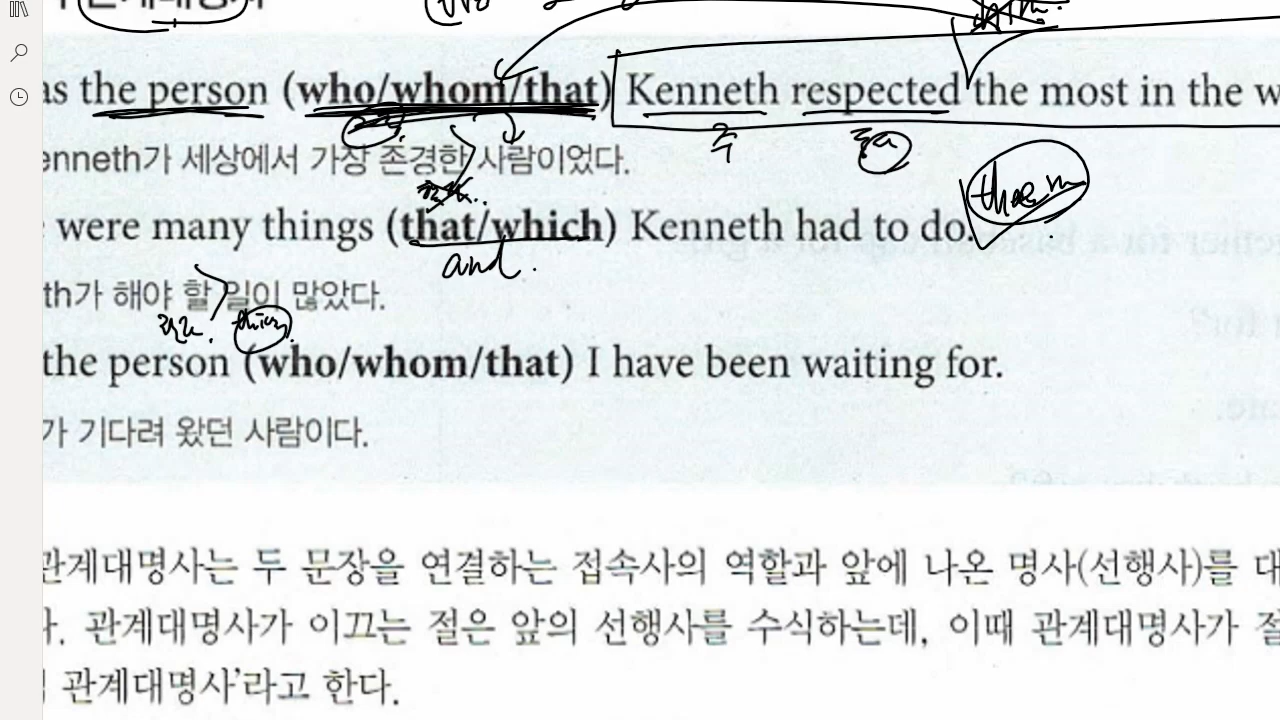 as the person (who/whom/that) Kenneth respected the most in the w
enneth가 세상에서 가장 존경한 사람이었다.
were many things (that/which) Kenneth had to do.
and.
th가 해야 할 일이 많았다.
the person (who/whom/that) I have been waiting for.
가 기다려 왔던 사람이다.
관계대명사는 두 문장을 연결하는 접속사의 역할과 앞에 나온 명사(선행사)를 대
관계대명사가 이끄는 절은 앞의 선행사를 수식하는데, 이때 관계대명사가 절
관계대명사’라고 한다.